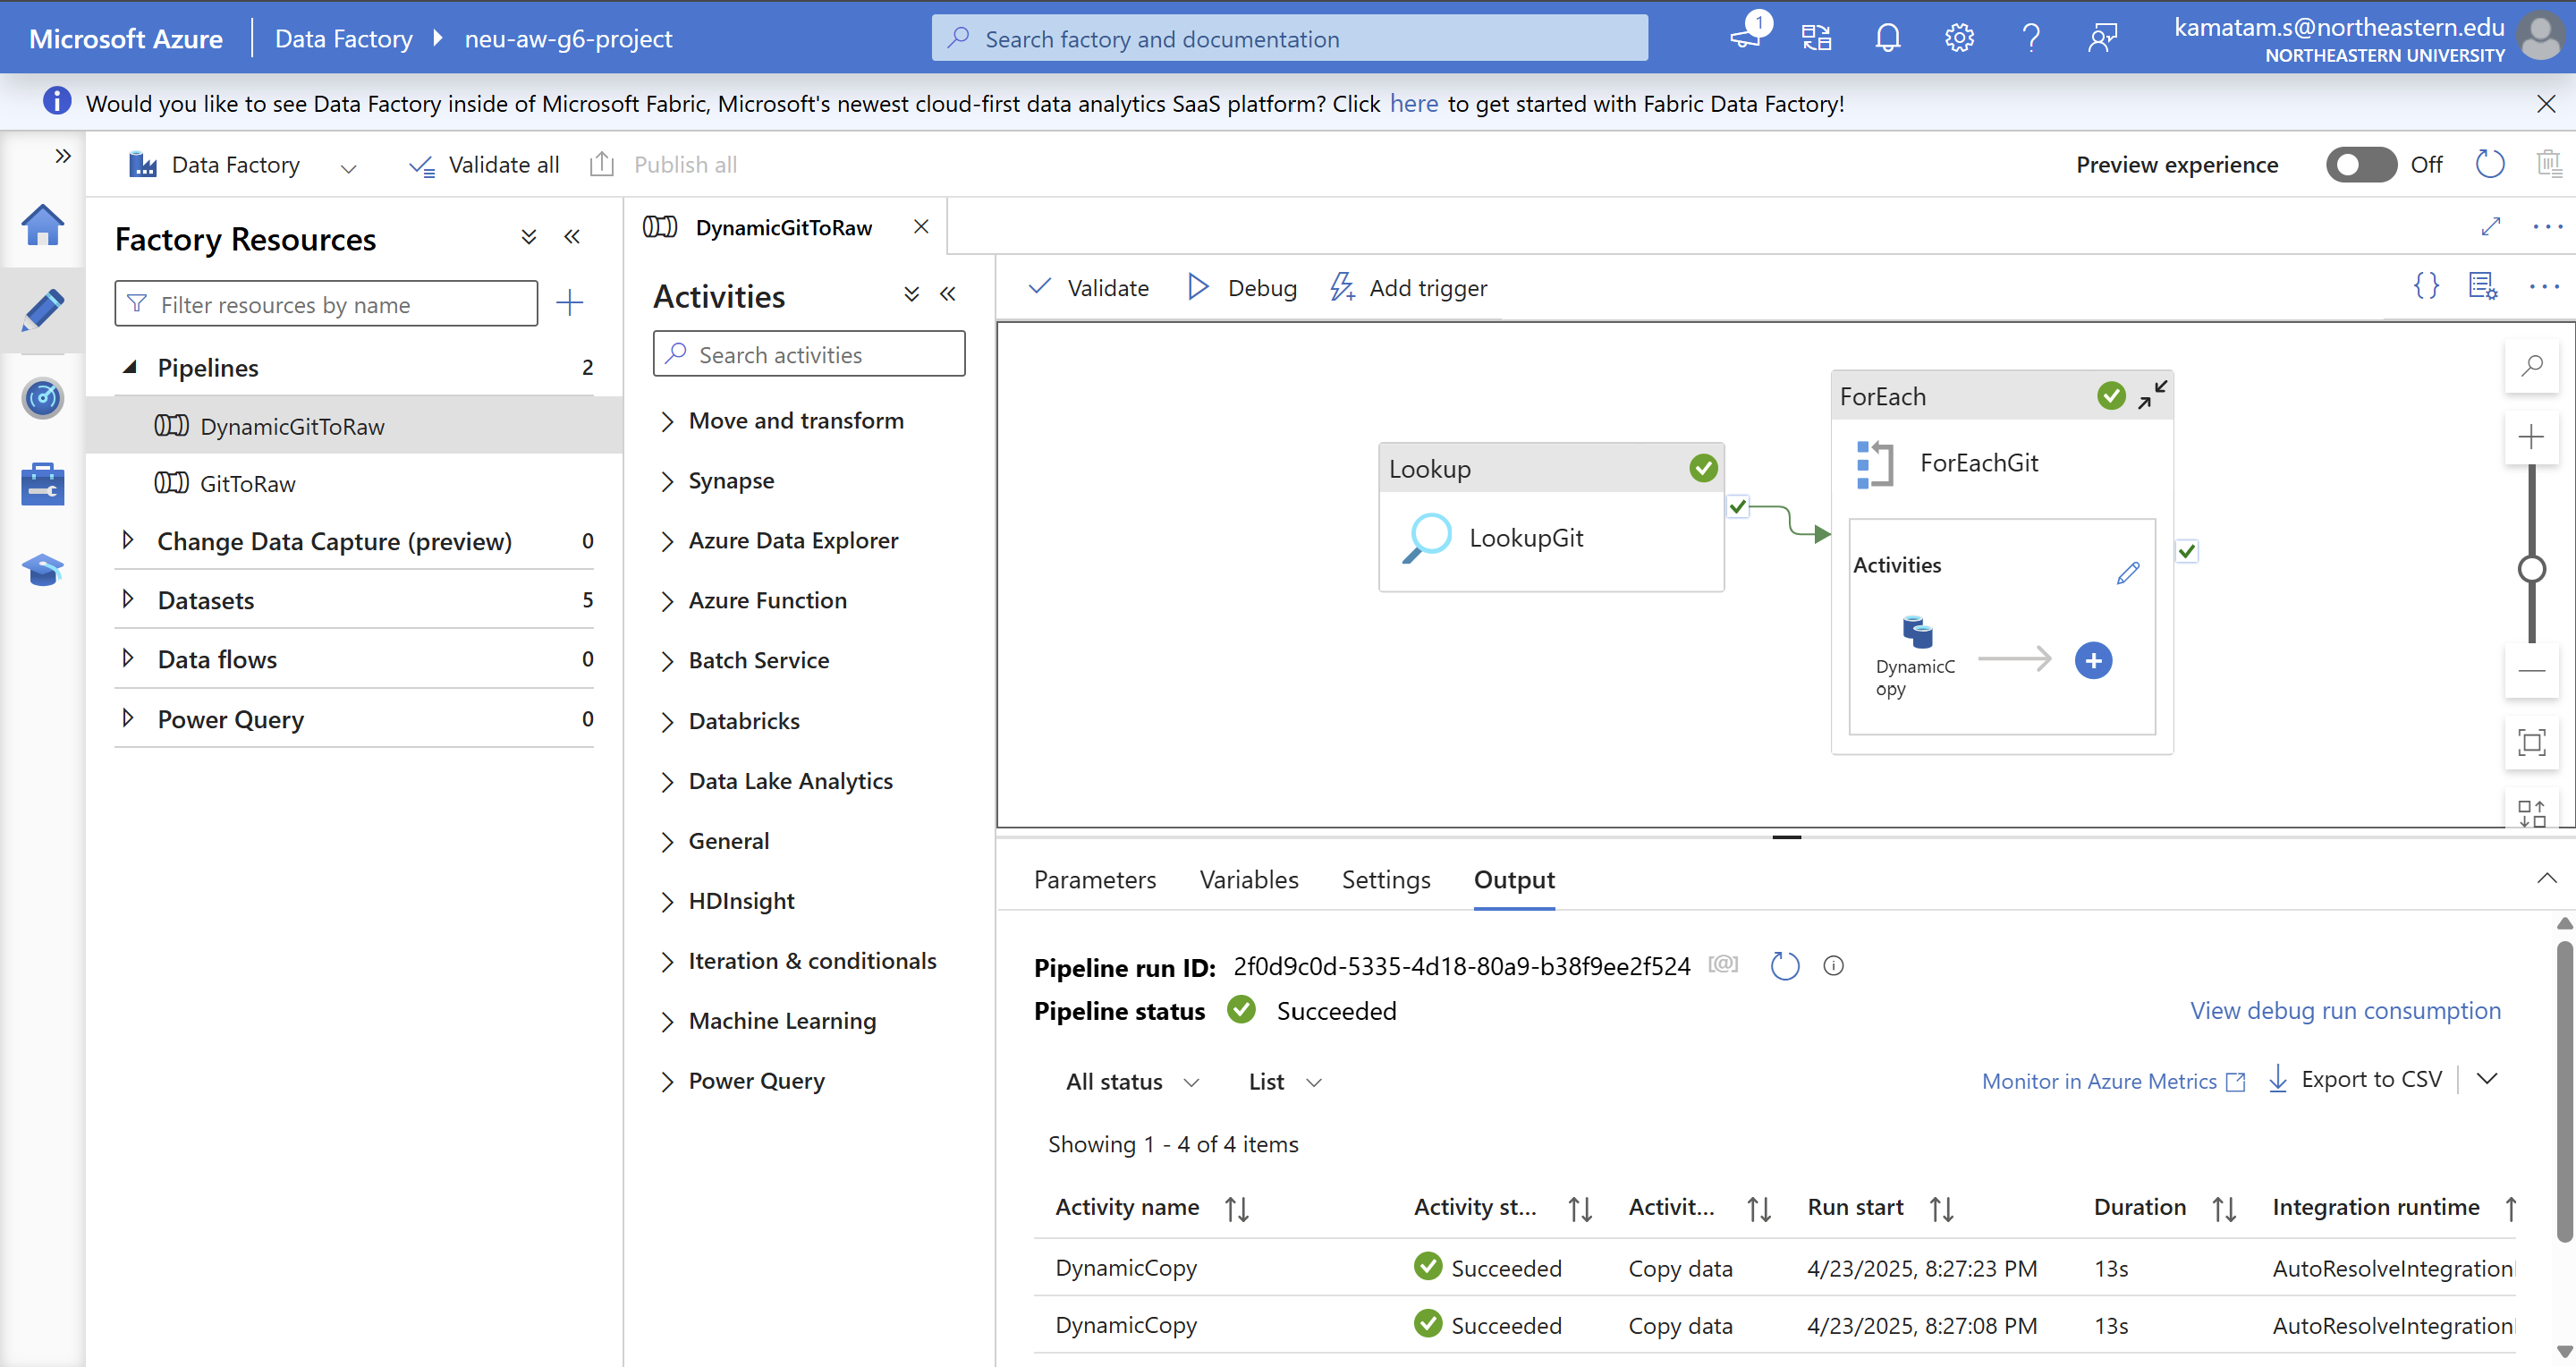 Microsoft Azure
Data Factory
neu-aw-g6-project
Search factory and documentation
1
kamatam.s@northeastern.edu
NORTHEASTERN UNIVERSITY
Would you like to see Data Factory inside of Microsoft Fabric, Microsoft's newest cloud-first data analytics SaaS platform? Click here to get started with Fabric Data Factory!
Data Factory
Validate all
Publish all
Preview experience
Off
Factory Resources
Filter resources by name
Pipelines 2
DynamicGitToRaw
GitToRaw
Change Data Capture (preview) 0
Datasets 5
Data flows 0
Power Query 0
DynamicGitToRaw
Activities
Search activities
Move and transform
Synapse
Azure Data Explorer
Azure Function
Batch Service
Databricks
Data Lake Analytics
General
HDInsight
Iteration & conditionals
Machine Learning
Power Query
Validate
Debug
Add trigger
{}
Lookup
LookupGit
ForEach
ForEachGit
Activities
DynamicC
opy
Parameters
Variables
Settings
Output
Pipeline run ID: 2f0d9c0d-5335-4d18-80a9-b38f9ee2f524 [@]
Pipeline status Succeeded
View debug run consumption
All status
List
Monitor in Azure Metrics
Export to CSV
Showing 1 - 4 of 4 items
Activity name Activity st... Activit... Run start Duration Integration runtime
DynamicCopy Succeeded Copy data 4/23/2025, 8:27:23 PM 13s AutoResolveIntegration
DynamicCopy Succeeded Copy data 4/23/2025, 8:27:08 PM 13s AutoResolveIntegration